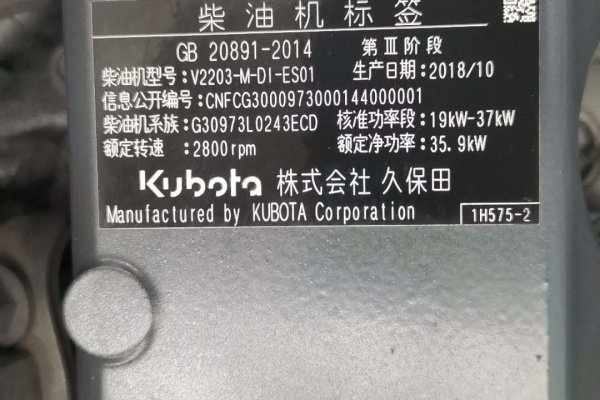 柴油机标签
GB 20891-2014 第Ⅲ阶段
柴油机型号:V2203-M-DI-ES01 生产日期:2018/10
信息公开编号:CNFCG3000973000144000001
柴油机系族:G30973L0243ECD 核准功率段:19kW-37kW
额定转速:2800rpm 额定净功率:35.9kW
Kubota 株式会社 久保田
Manufactured by KUBOTA Corporation 1H575-2